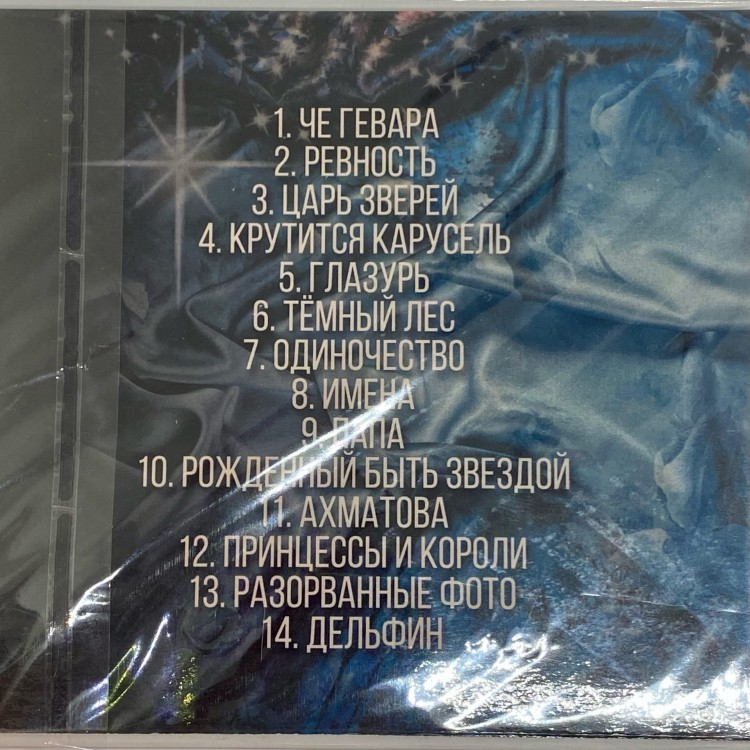 1. ЧЕ ГЕВАРА
2. РЕВНОСТЬ
3. ЦАРЬ ЗВЕРЕЙ
4. КРУТИТСЯ КАРУСЕЛЬ
5. ГЛАЗУРЬ
6. ТЁМНЫЙ ЛЕС
7. ОДИНОЧЕСТВО
8. ИМЕНА
9. ПАПА
10. РОЖДЕННЫЙ БЫТЬ ЗВЕЗДОЙ
11. АХМАТОВА
12. ПРИНЦЕССЫ И КОРОЛИ
13. РАЗОРВАННЫЕ ФОТО
14. ДЕЛЬФИН